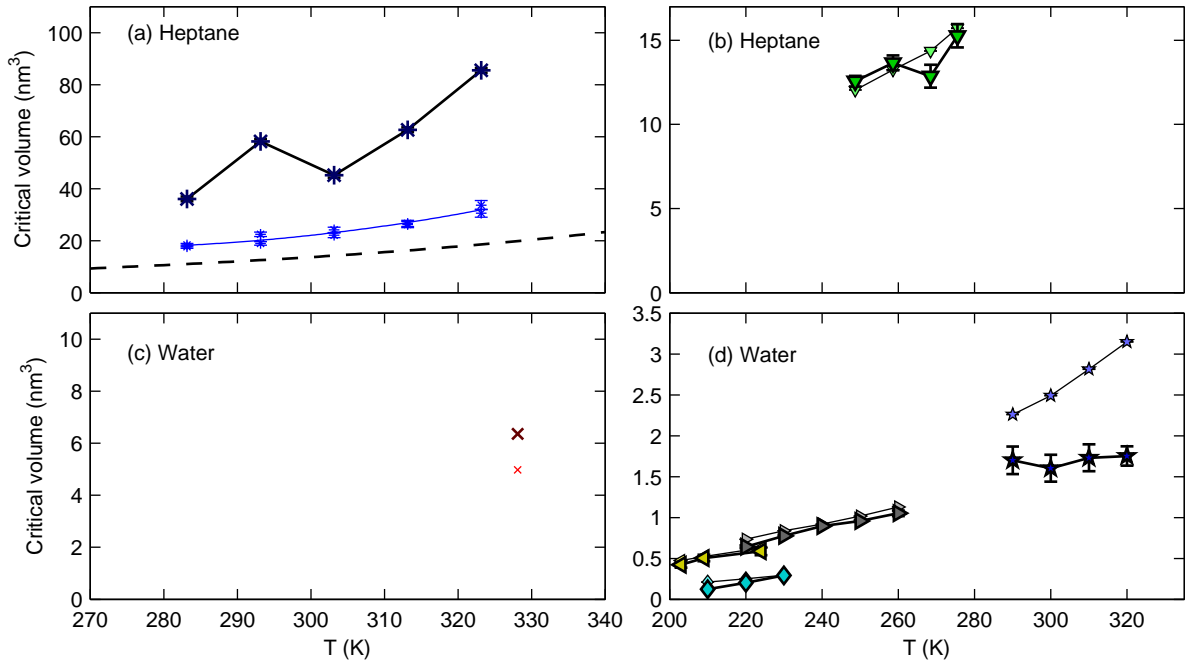 100
80
60
40
20
0
Critical volume (nm³)
(a) Heptane
15
10
5
0
(b) Heptane
10
8
6
4
2
0
Critical volume (nm³)
(c) Water
270 280 290 300 310 320 330 340
T (K)
3.5
3
2.5
2
1.5
1
0.5
0
(d) Water
200 220 240 260 280 300 320
T (K)